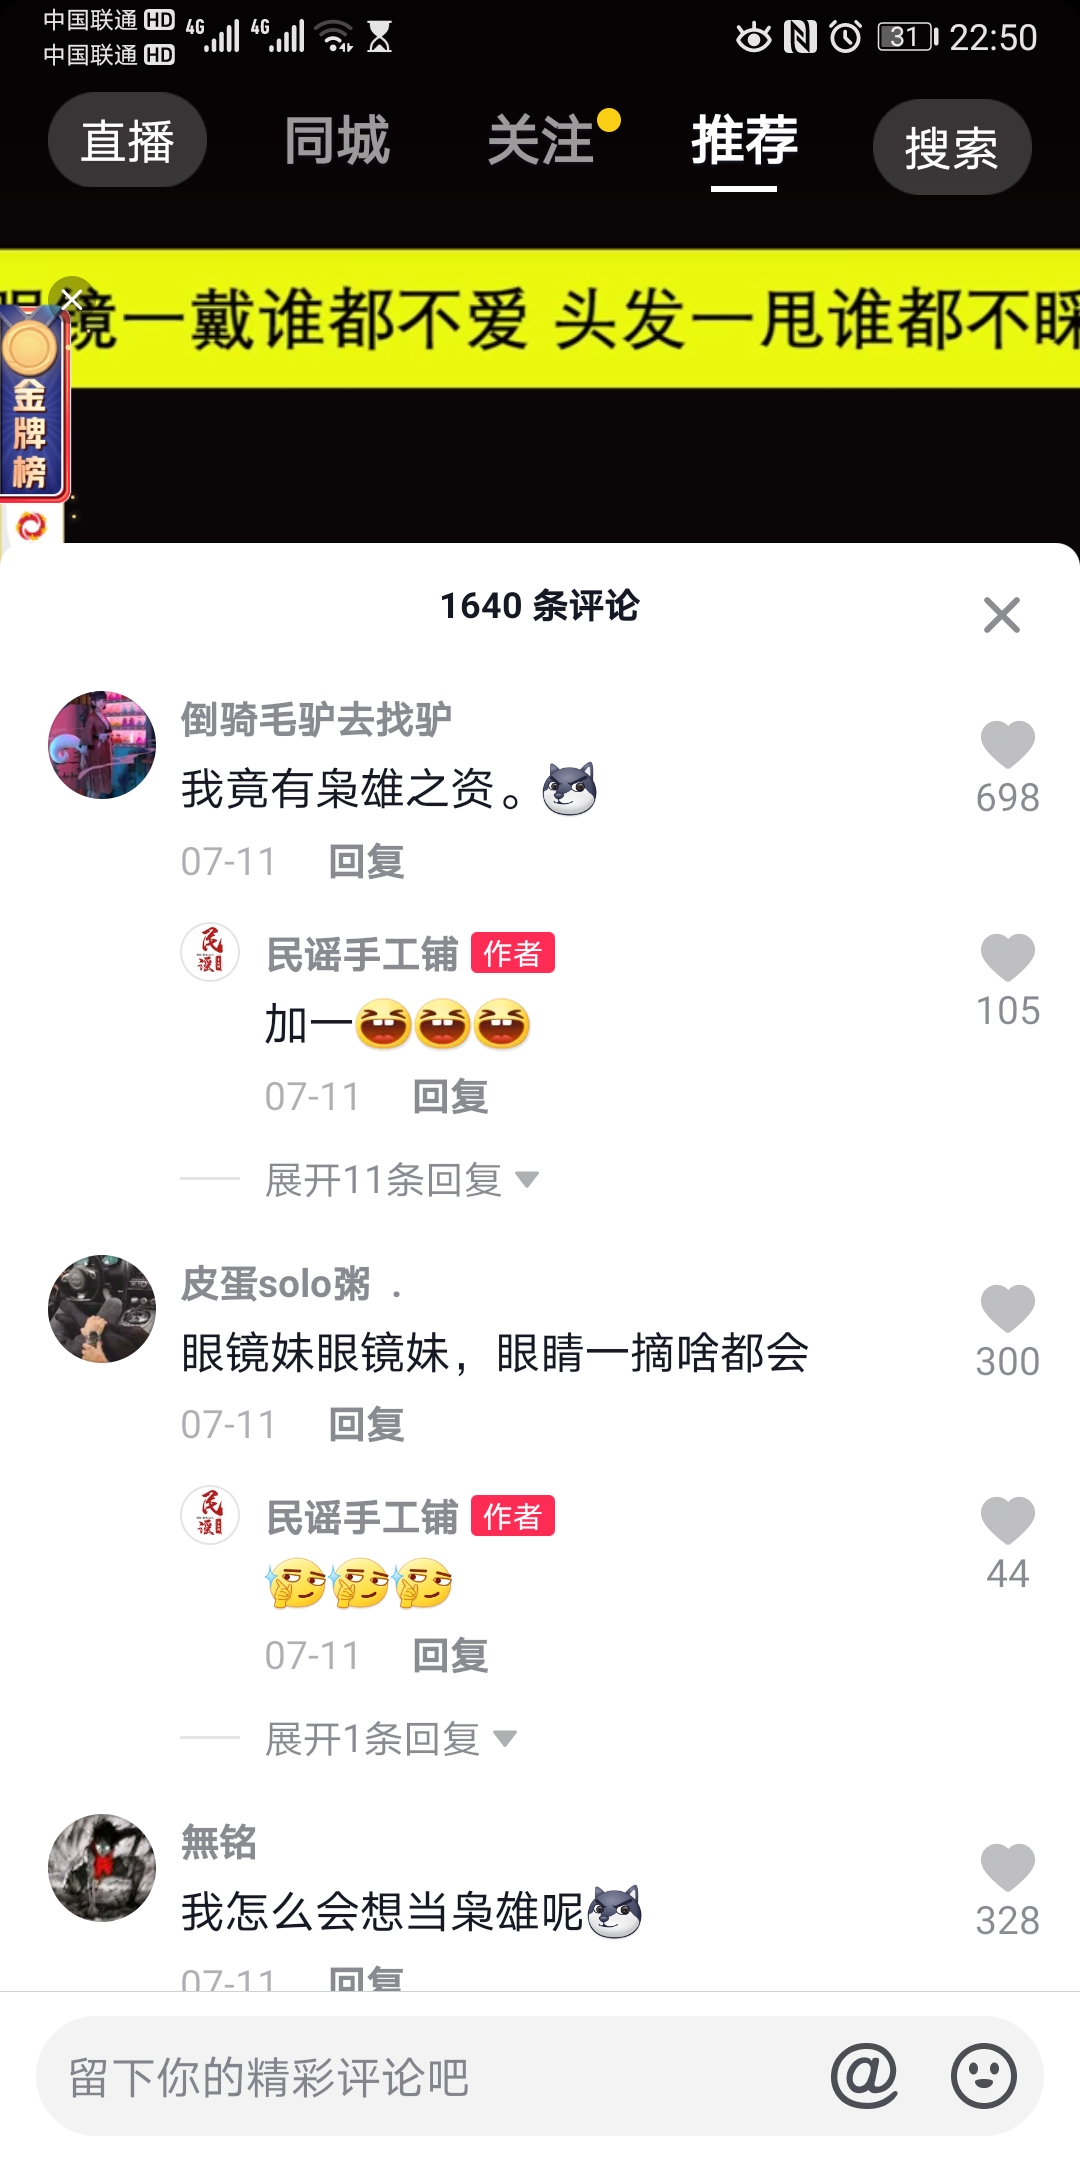 中国联通 HD 4G 4G 31 22:50
中国联通 HD
直播 同城 关注 推荐 搜索
眼镜一戴谁都不爱 头发一甩谁都不睬
金牌榜
1640 条评论
倒骑毛驴去找驴
我竟有枭雄之资。
698
07-11 回复
民谣手工铺 作者
加一
105
07-11 回复
展开11条回复
皮蛋solo粥 .
眼镜妹眼镜妹，眼睛一摘啥都会
300
07-11 回复
民谣手工铺 作者
44
07-11 回复
展开1条回复
無铭
我怎么会想当枭雄呢
328
07-11 回复
留下你的精彩评论吧 @